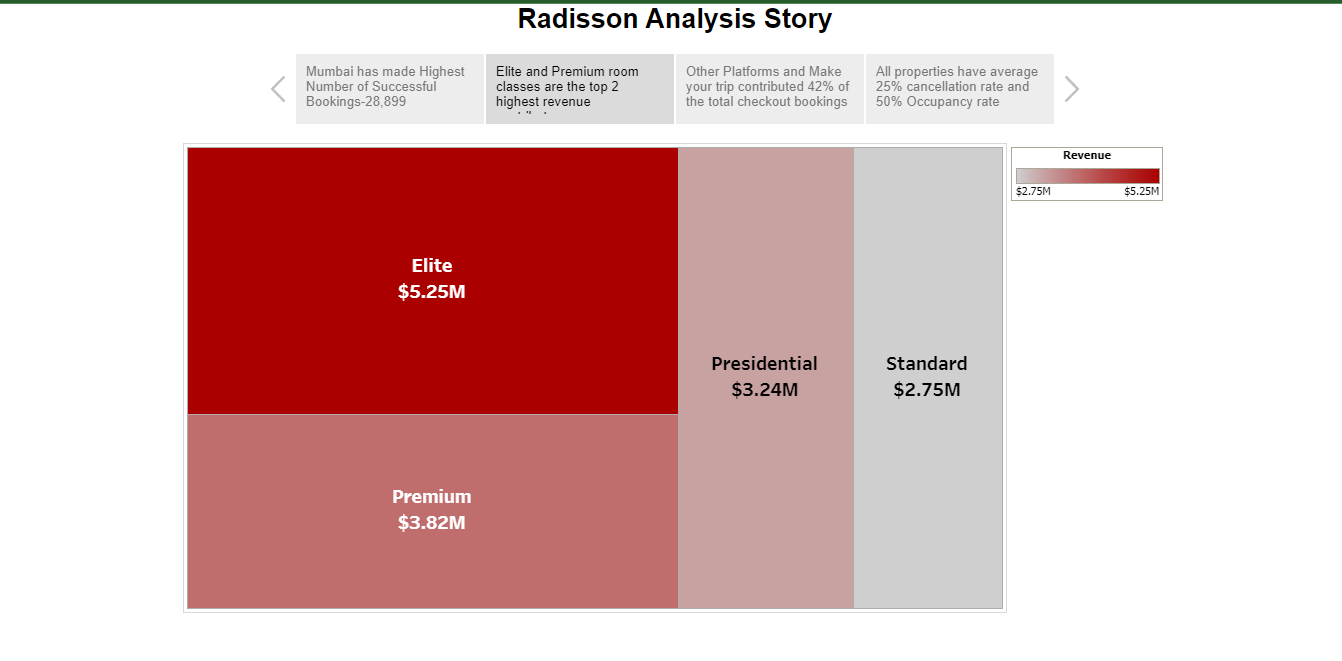 Radisson Analysis Story
Mumbai has made Highest
Number of Successful
Bookings-28,899
Elite and Premium room
classes are the top 2
highest revenue
Other Platforms and Make
your trip contributed 42% of
the total checkout bookings
All properties have average
25% cancellation rate and
50% Occupancy rate
Elite
$5.25M
Premium
$3.82M
Presidential
$3.24M
Standard
$2.75M
Revenue
$2.75M $5.25M